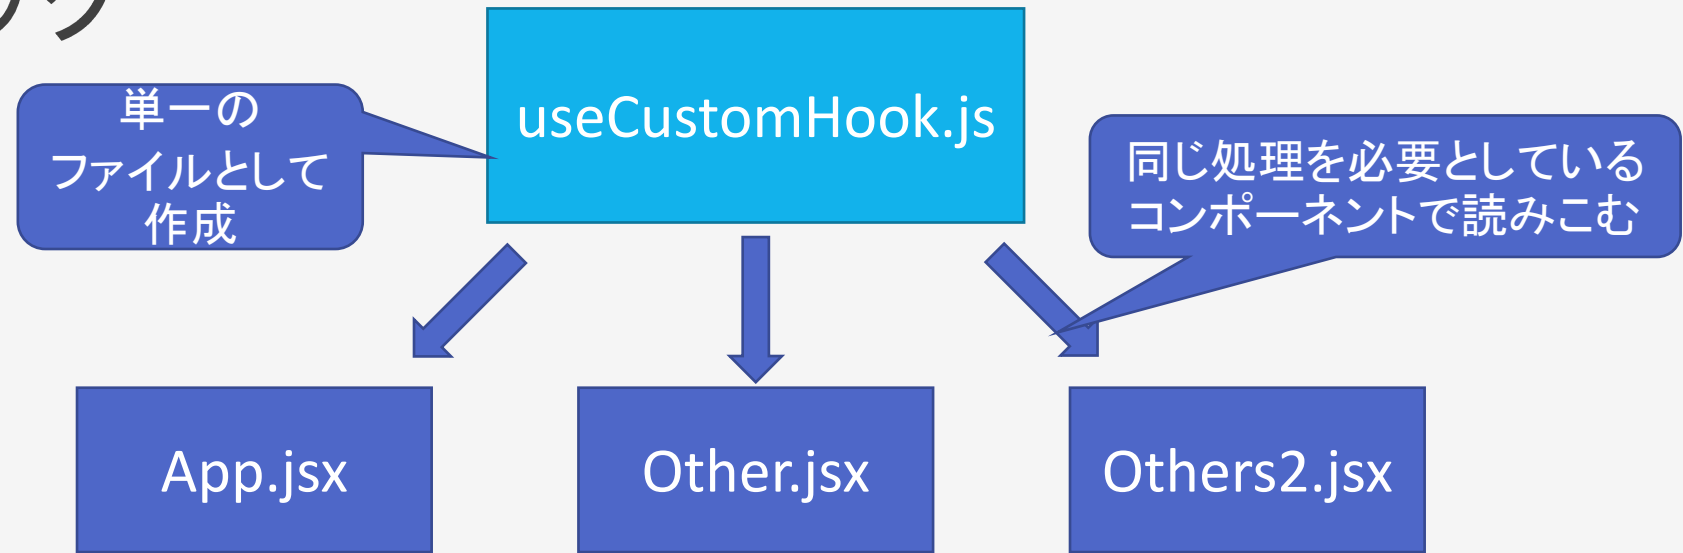 useCustomHook.js
単一の
ファイルとして
作成
同じ処理を必要としている
コンポーネントで読みこむ
App.jsx
Other.jsx
Others2.jsx